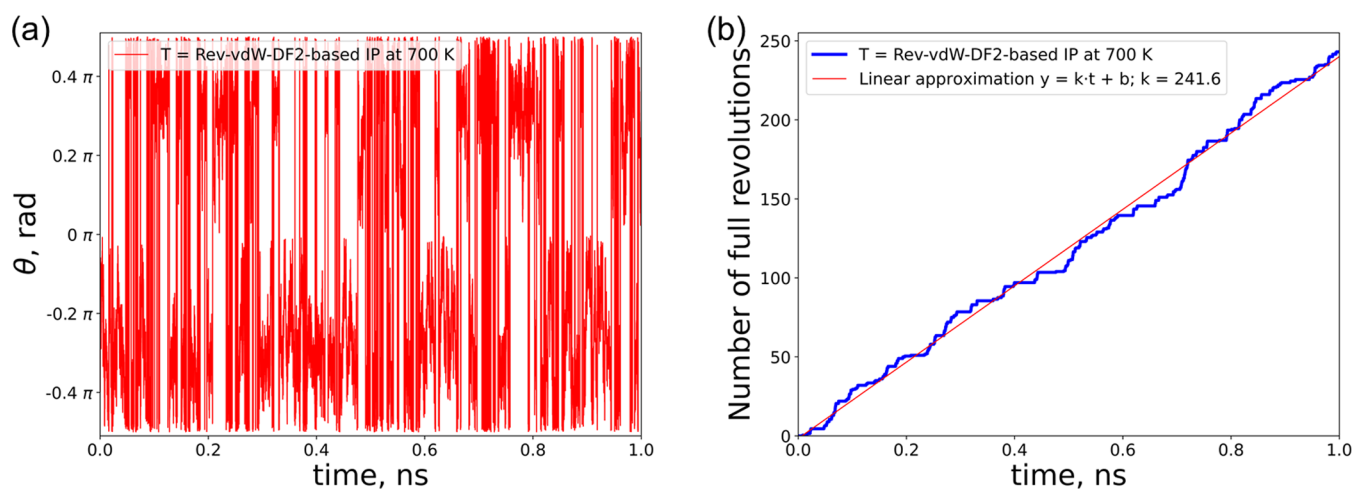 (a)
T = Rev-vdW-DF2-based IP at 700 K
0.4 π
0.2 π
0 π
-0.2 π
-0.4 π
θ, rad
0.0 0.2 0.4 0.6 0.8 1.0
time, ns
(b)
T = Rev-vdW-DF2-based IP at 700 K
Linear approximation y = k·t + b; k = 241.6
250
200
150
100
50
0
Number of full revolutions
0.0 0.2 0.4 0.6 0.8 1.0
time, ns